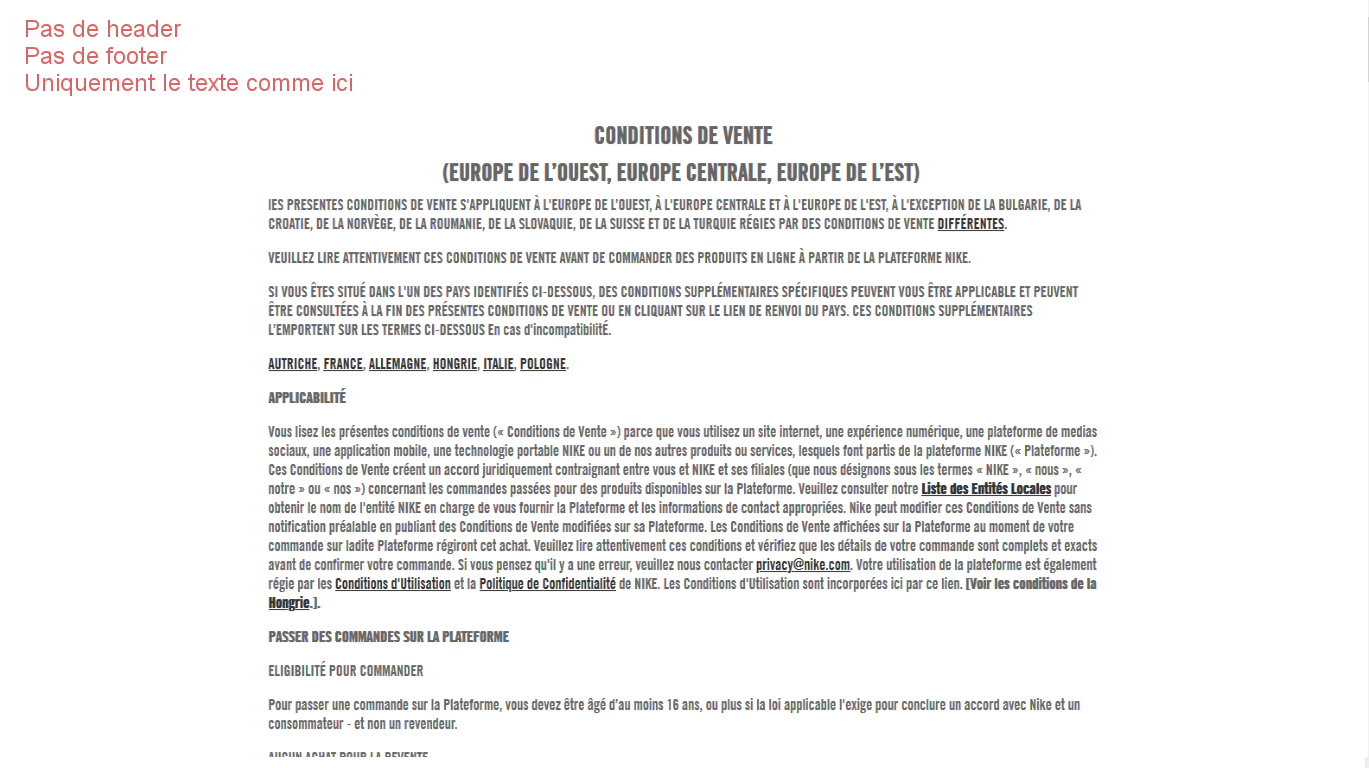 Pas de header
Pas de footer
Uniquement le texte comme ici
CONDITIONS DE VENTE
(EUROPE DE L’OUEST, EUROPE CENTRALE, EUROPE DE L’EST)
lES PRESENTES CONDITIONS DE VENTE S'APPLIQUENT À L'EUROPE DE L’OUEST, À L'EUROPE CENTRALE ET À L'EUROPE DE L'EST, À L'EXCEPTION DE LA BULGARIE, DE LA
CROATIE, DE LA NORVÈGE, DE LA ROUMANIE, DE LA SLOVAQUIE, DE LA SUISSE ET DE LA TURQUIE RÉGIES PAR DES CONDITIONS DE VENTE DIFFÉRENTES.
VEUILLEZ LIRE ATTENTIVEMENT CES CONDITIONS DE VENTE AVANT DE COMMANDER DES PRODUITS EN LIGNE À PARTIR DE LA PLATEFORME NIKE.
SI VOUS ÊTES SITUÉ DANS L'UN DES PAYS IDENTIFIÉS CI-DESSOUS, DES CONDITIONS SUPPLÉMENTAIRES SPÉCIFIQUES PEUVENT VOUS ÊTRE APPLICABLE ET PEUVENT
ÊTRE CONSULTÉES À LA FIN DES PRÉSENTES CONDITIONS DE VENTE OU EN CLIQUANT SUR LE LIEN DE RENVOI DU PAYS. CES CONDITIONS SUPPLÉMENTAIRES
L’EMPORTENT SUR LES TERMES CI-DESSOUS En cas d'incompatibilitÉ.
AUTRICHE, FRANCE, ALLEMAGNE, HONGRIE, ITALIE, POLOGNE.
APPLICABILITÉ
Vous lisez les présentes conditions de vente (« Conditions de Vente ») parce que vous utilisez un site internet, une expérience numérique, une plateforme de medias
sociaux, une application mobile, une technologie portable NIKE ou un de nos autres produits ou services, lesquels font partis de la plateforme NIKE (« Plateforme »).
Ces Conditions de Vente créent un accord juridiquement contraignant entre vous et NIKE et ses filiales (que nous désignons sous les termes « NIKE », « nous », «
notre » ou « nos ») concernant les commandes passées pour des produits disponibles sur la Plateforme. Veuillez consulter notre Liste des Entités Locales pour
obtenir le nom de l'entité NIKE en charge de vous fournir la Plateforme et les informations de contact appropriées. Nike peut modifier ces Conditions de Vente sans
notification préalable en publiant des Conditions de Vente modifiées sur sa Plateforme. Les Conditions de Vente affichées sur la Plateforme au moment de votre
commande sur ladite Plateforme régiront cet achat. Veuillez lire attentivement ces conditions et vérifiez que les détails de votre commande sont complets et exacts
avant de confirmer votre commande. Si vous pensez qu'il y a une erreur, veuillez nous contacter privacy@nike.com. Votre utilisation de la plateforme est également
régie par les Conditions d'Utilisation et la Politique de Confidentialité de NIKE. Les Conditions d'Utilisation sont incorporées ici par ce lien. [Voir les conditions de la
Hongrie.].
PASSER DES COMMANDES SUR LA PLATEFORME
ELIGIBILITÉ POUR COMMANDER
Pour passer une commande sur la Plateforme, vous devez être âgé d’au moins 16 ans, ou plus si la loi applicable l'exige pour conclure un accord avec Nike et un
consommateur - et non un revendeur.
AUCUN ACHAT POUR LA REVENTE